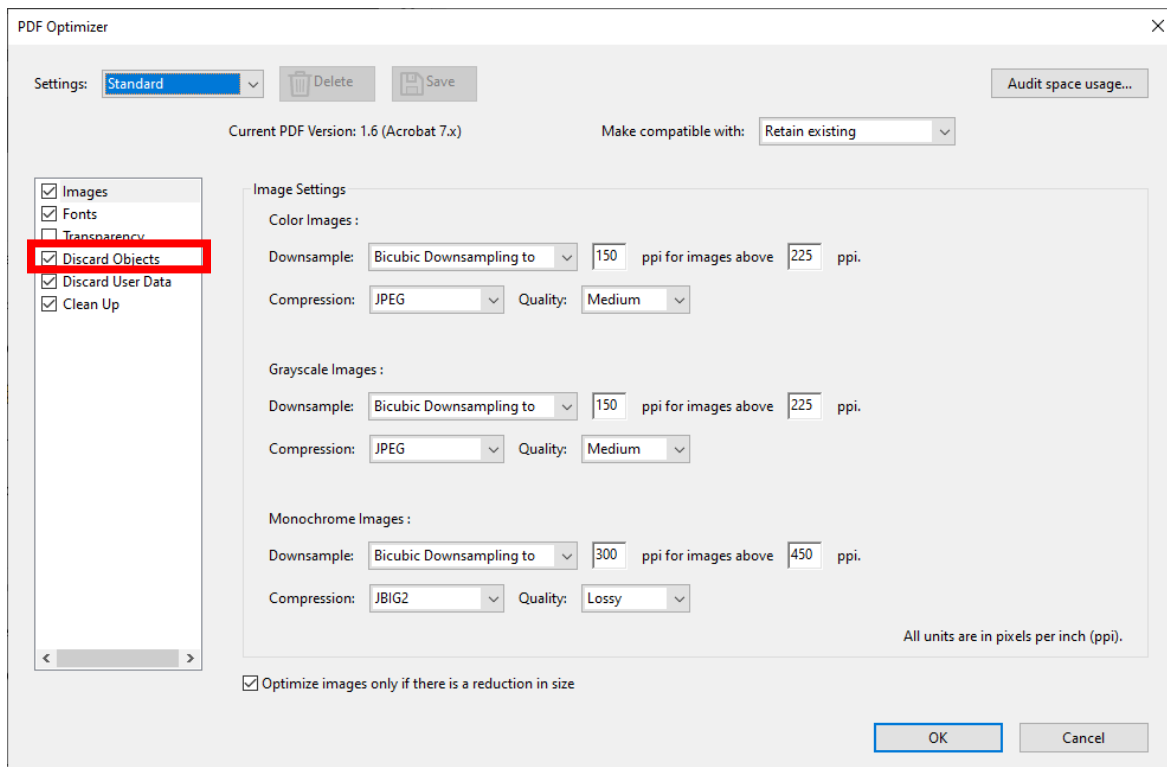 PDF Optimizer
Settings: Standard Delete Save Audit space usage...
Current PDF Version: 1.6 (Acrobat 7.x) Make compatible with: Retain existing
Images
Fonts
Transparency
Discard Objects
Discard User Data
Clean Up
Image Settings
Color Images :
Downsample: Bicubic Downsampling to 150 ppi for images above 225 ppi.
Compression: JPEG Quality: Medium
Grayscale Images :
Downsample: Bicubic Downsampling to 150 ppi for images above 225 ppi.
Compression: JPEG Quality: Medium
Monochrome Images :
Downsample: Bicubic Downsampling to 300 ppi for images above 450 ppi.
Compression: JBIG2 Quality: Lossy
All units are in pixels per inch (ppi).
Optimize images only if there is a reduction in size
OK Cancel